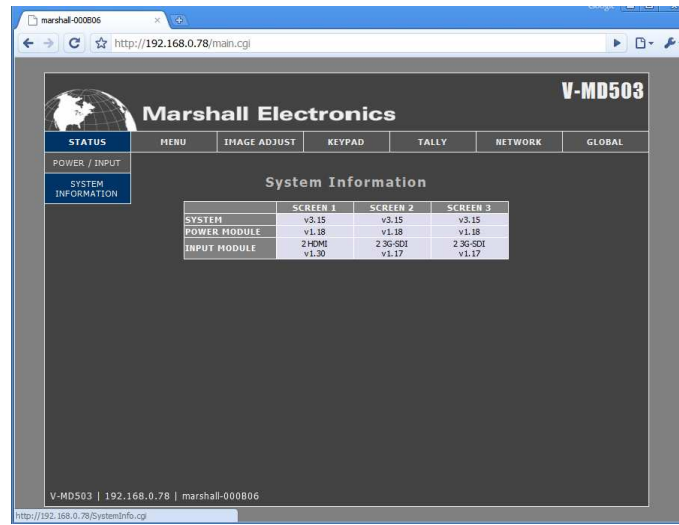 marshall-000B06
http://192.168.0.78/main.cgi
V-MD503
Marshall Electronics
STATUS MENU IMAGE ADJUST KEYPAD TALLY NETWORK GLOBAL
POWER / INPUT
SYSTEM
INFORMATION
System Information
SCREEN 1 SCREEN 2 SCREEN 3
SYSTEM v3.15 v3.15 v3.15
POWER MODULE v1.18 v1.18 v1.18
INPUT MODULE 2 HDMI 2 3G-SDI 2 3G-SDI
v1.30 v1.17 v1.17
V-MD503 | 192.168.0.78 | marshall-000B06
http://192.168.0.78/SystemInfo.cgi